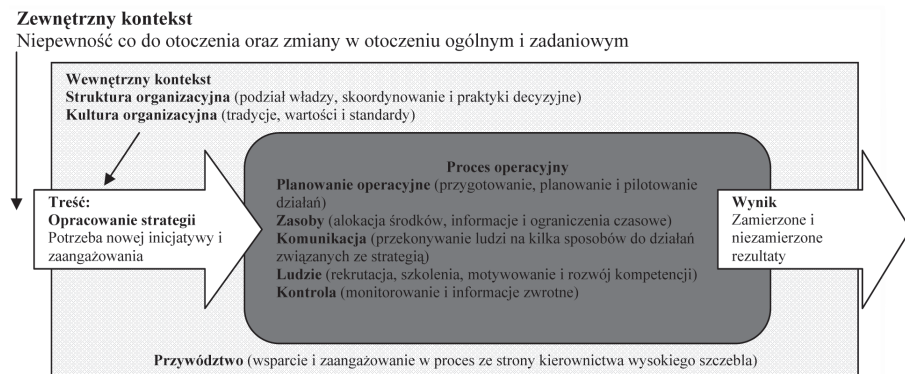 Zewnętrzny kontekst
Niepewność co do otoczenia oraz zmiany w otoczeniu ogólnym i zadaniowym
Wewnętrzny kontekst
Struktura organizacyjna (podział władzy, skoordynowanie i praktyki decyzyjne)
Kultura organizacyjna (tradycje, wartości i standardy)
Treść:
Opracowanie strategii
Potrzeba nowej inicjatywy i
zaangażowania
Proces operacyjny
Planowanie operacyjne (przygotowanie, planowanie i pilotowanie
działań)
Zasoby (alokacja środków, informacje i ograniczenia czasowe)
Komunikacja (przekonywanie ludzi na kilka sposobów do działań
związanych ze strategią)
Ludzie (rekrutacja, szkolenia, motywowanie i rozwój kompetencji)
Kontrola (monitorowanie i informacje zwrotne)
Wynik
Zamierzone i
niezamierzone
rezultaty
Przywództwo (wsparcie i zaangażowanie w proces ze strony kierownictwa wysokiego szczebla)